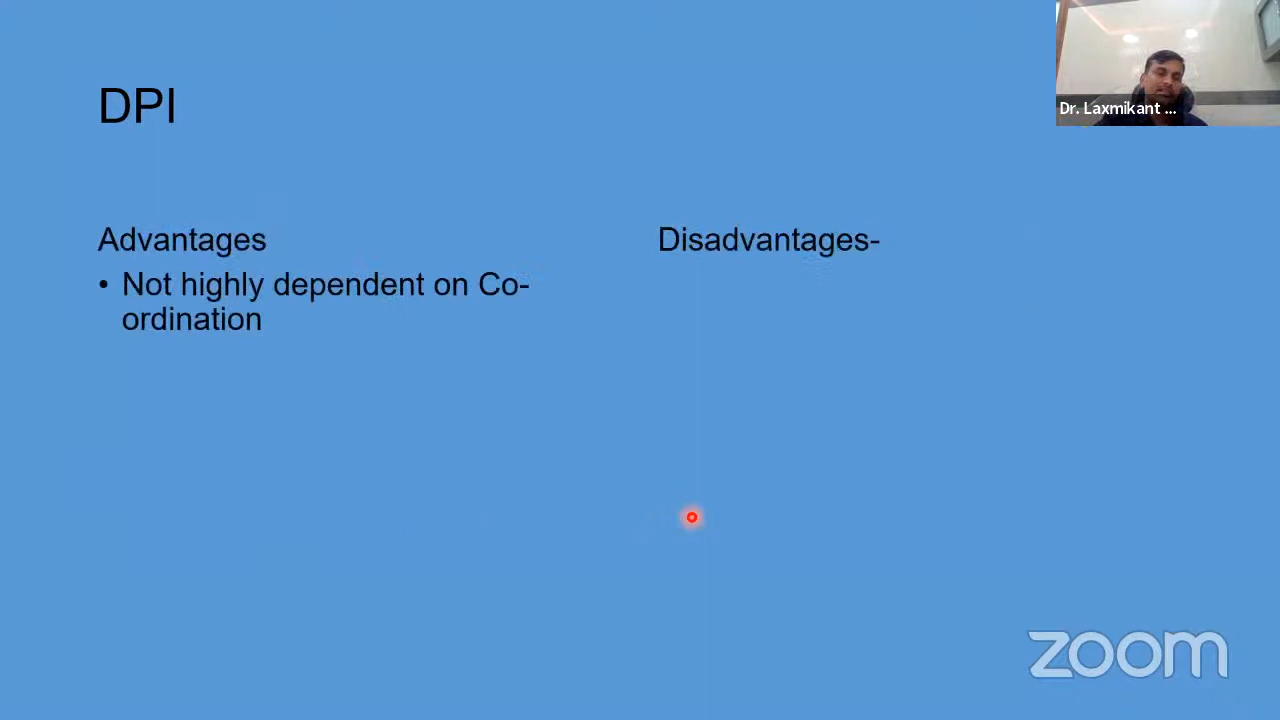 DPI
Dr. Laxmikant ...
Advantages
• Not highly dependent on Co-
ordination
Disadvantages-
zoom